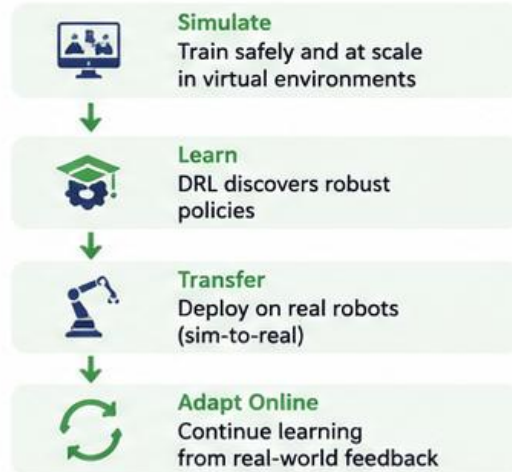 Simulate
Train safely and at scale
in virtual environments
Learn
DRL discovers robust
policies
Transfer
Deploy on real robots
(sim-to-real)
Adapt Online
Continue learning
from real-world feedback